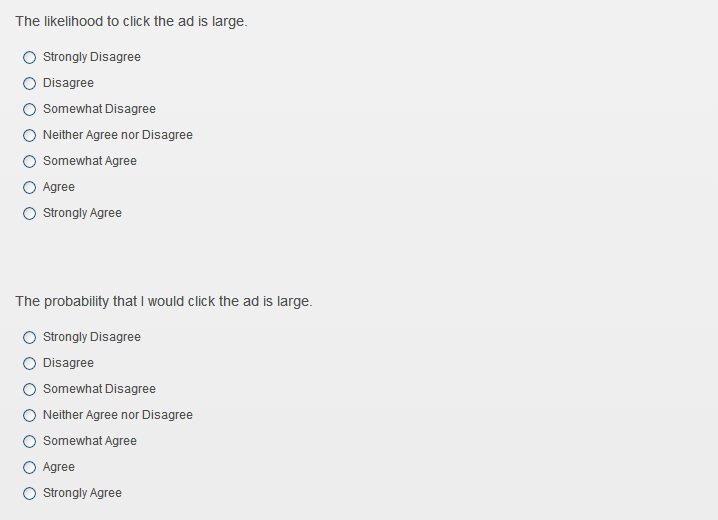 The likelihood to click the ad is large.
Strongly Disagree
Disagree
Somewhat Disagree
Neither Agree nor Disagree
Somewhat Agree
Agree
Strongly Agree
The probability that I would click the ad is large.
Strongly Disagree
Disagree
Somewhat Disagree
Neither Agree nor Disagree
Somewhat Agree
Agree
Strongly Agree